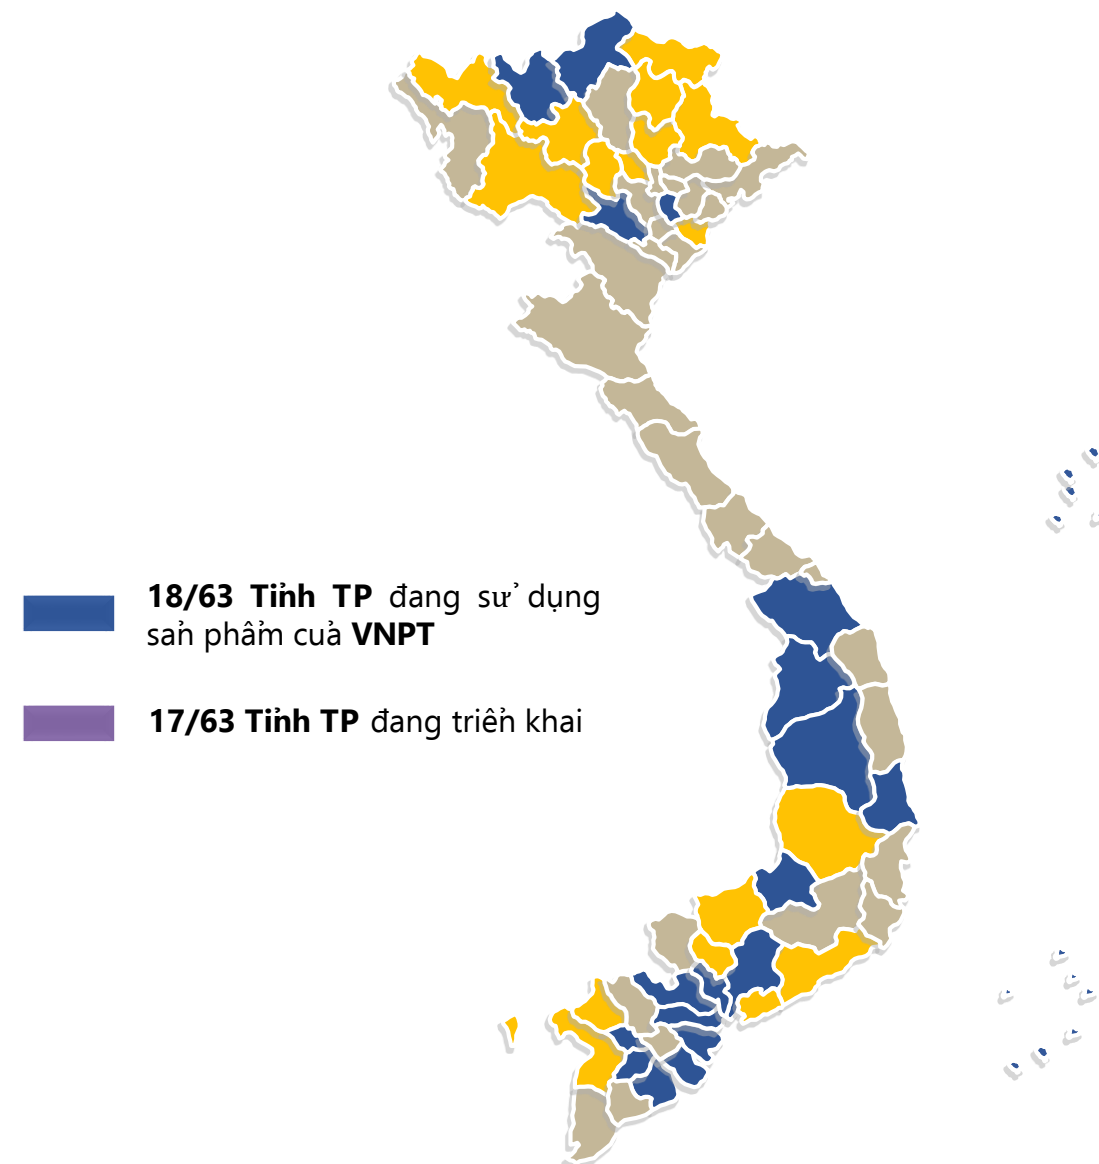 18/63 Tỉnh TP đang sử dụng
sản phẩm của VNPT
17/63 Tỉnh TP đang triển khai